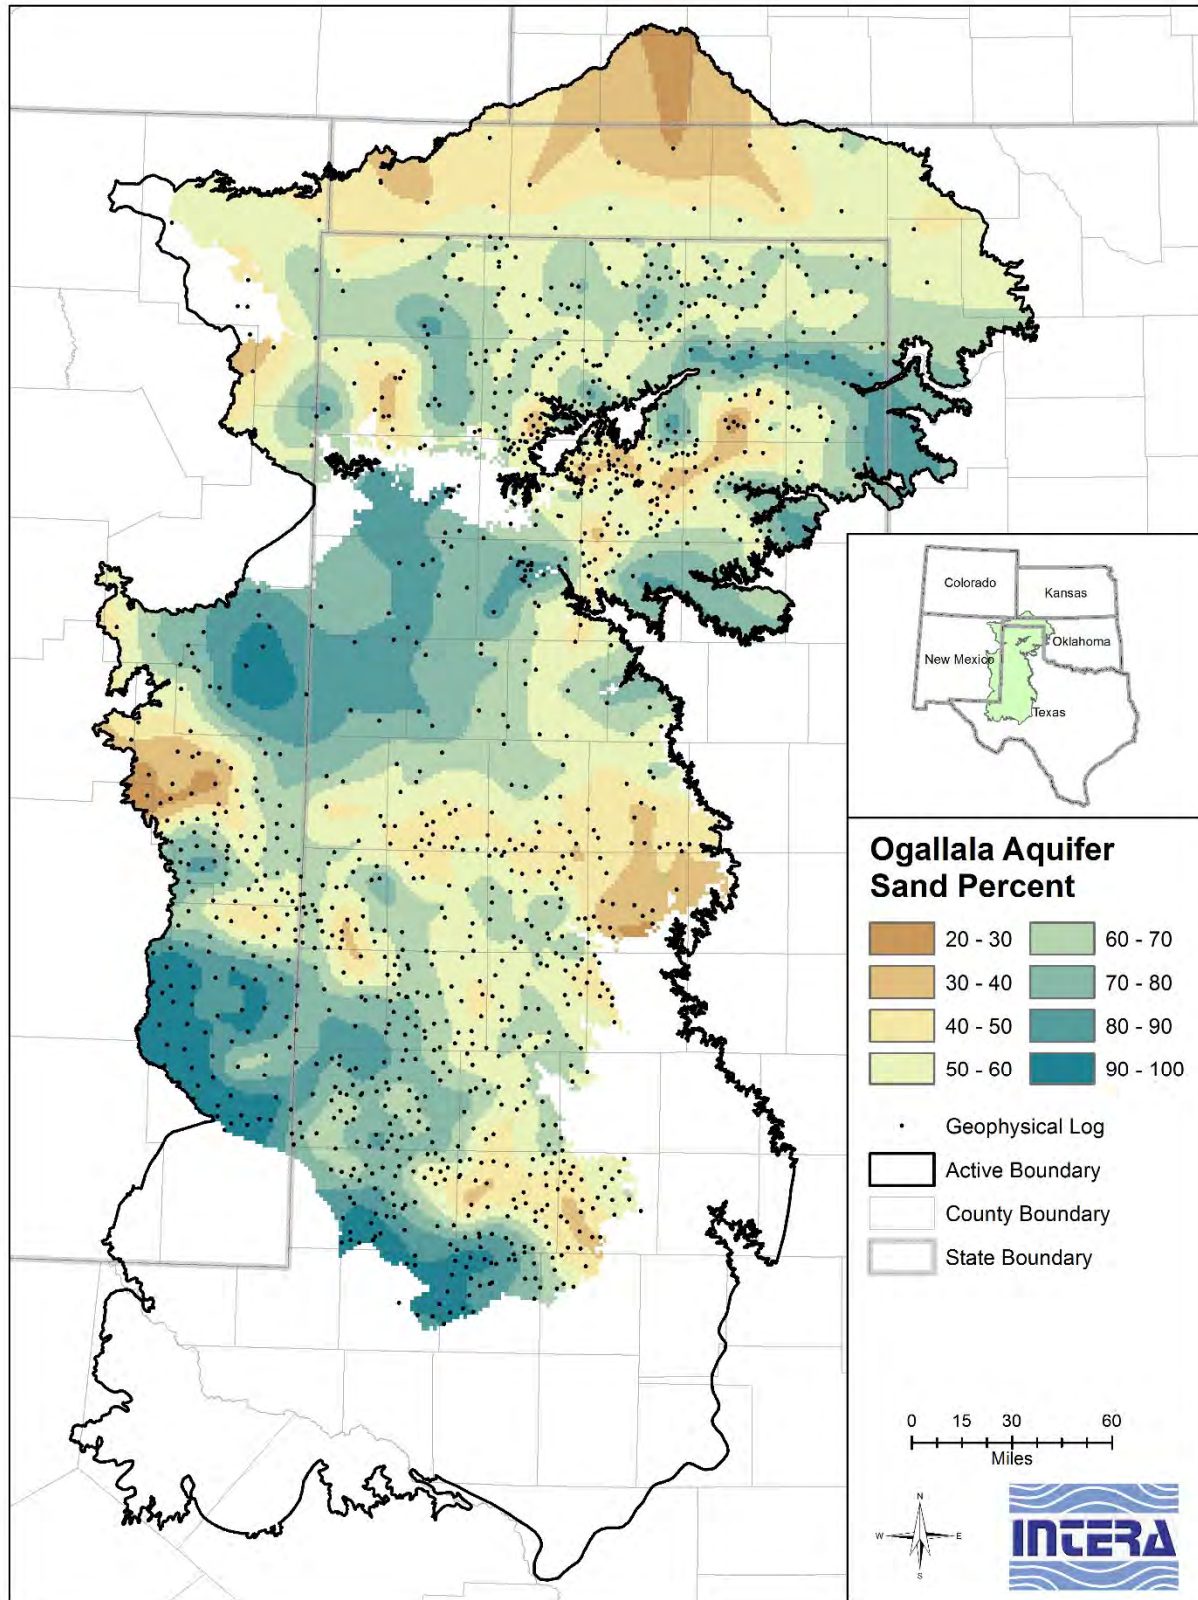 Colorado
Kansas
New Mexico
Oklahoma
Texas
Ogallala Aquifer
Sand Percent
20 - 30
60 - 70
30 - 40
70 - 80
40 - 50
80 - 90
50 - 60
90 - 100
Geophysical Log
Active Boundary
County Boundary
State Boundary
0 15 30 60
Miles
N
W E
S
INTERA